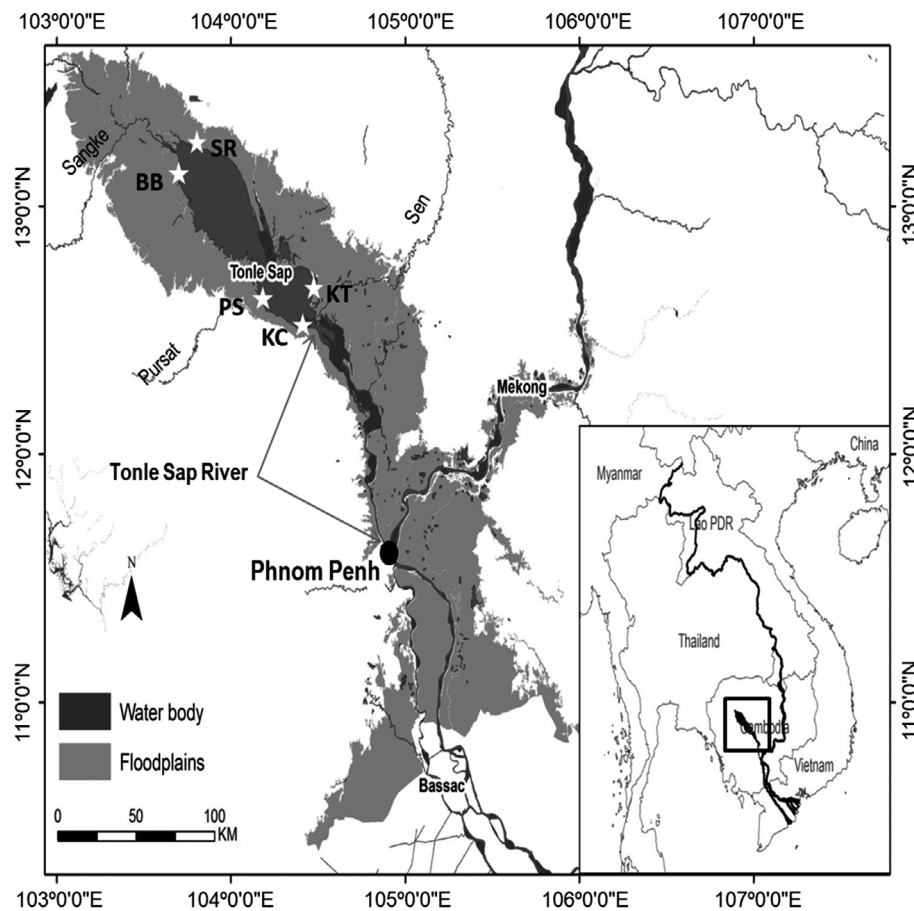 103°0'0"E 104°0'0"E 105°0'0"E 106°0'0"E 107°0'0"E
13°0'0"N
12°0'0"N
11°0'0"N
13°0'0"N
12°0'0"N
11°0'0"N
Sangke
SR
BB
Sen
Tonle Sap
KT
PS
KC
Pursat
Mekong
Tonle Sap River
Phnom Penh
N
Water body
Floodplains
0 50 100
KM
Bassac
China
Myanmar
Lao PDR
Thailand
Cambodia
Vietnam
103°0'0"E 104°0'0"E 105°0'0"E 106°0'0"E 107°0'0"E